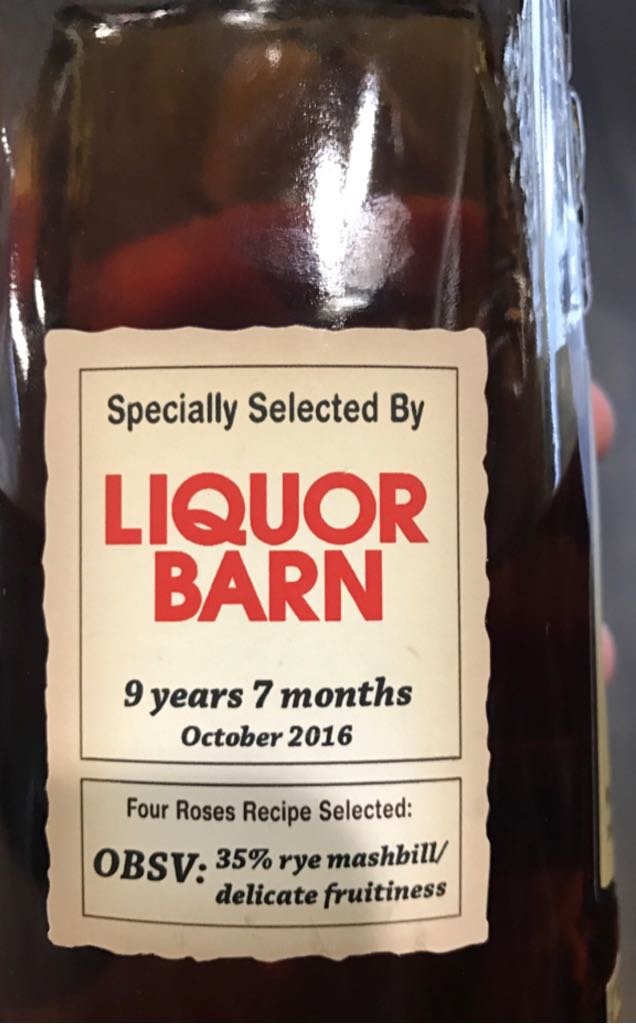 Specially Selected By
LIQUOR
BARN
9 years 7 months
October 2016
Four Roses Recipe Selected:
OBSV: 35% rye mashbill/
delicate fruitiness